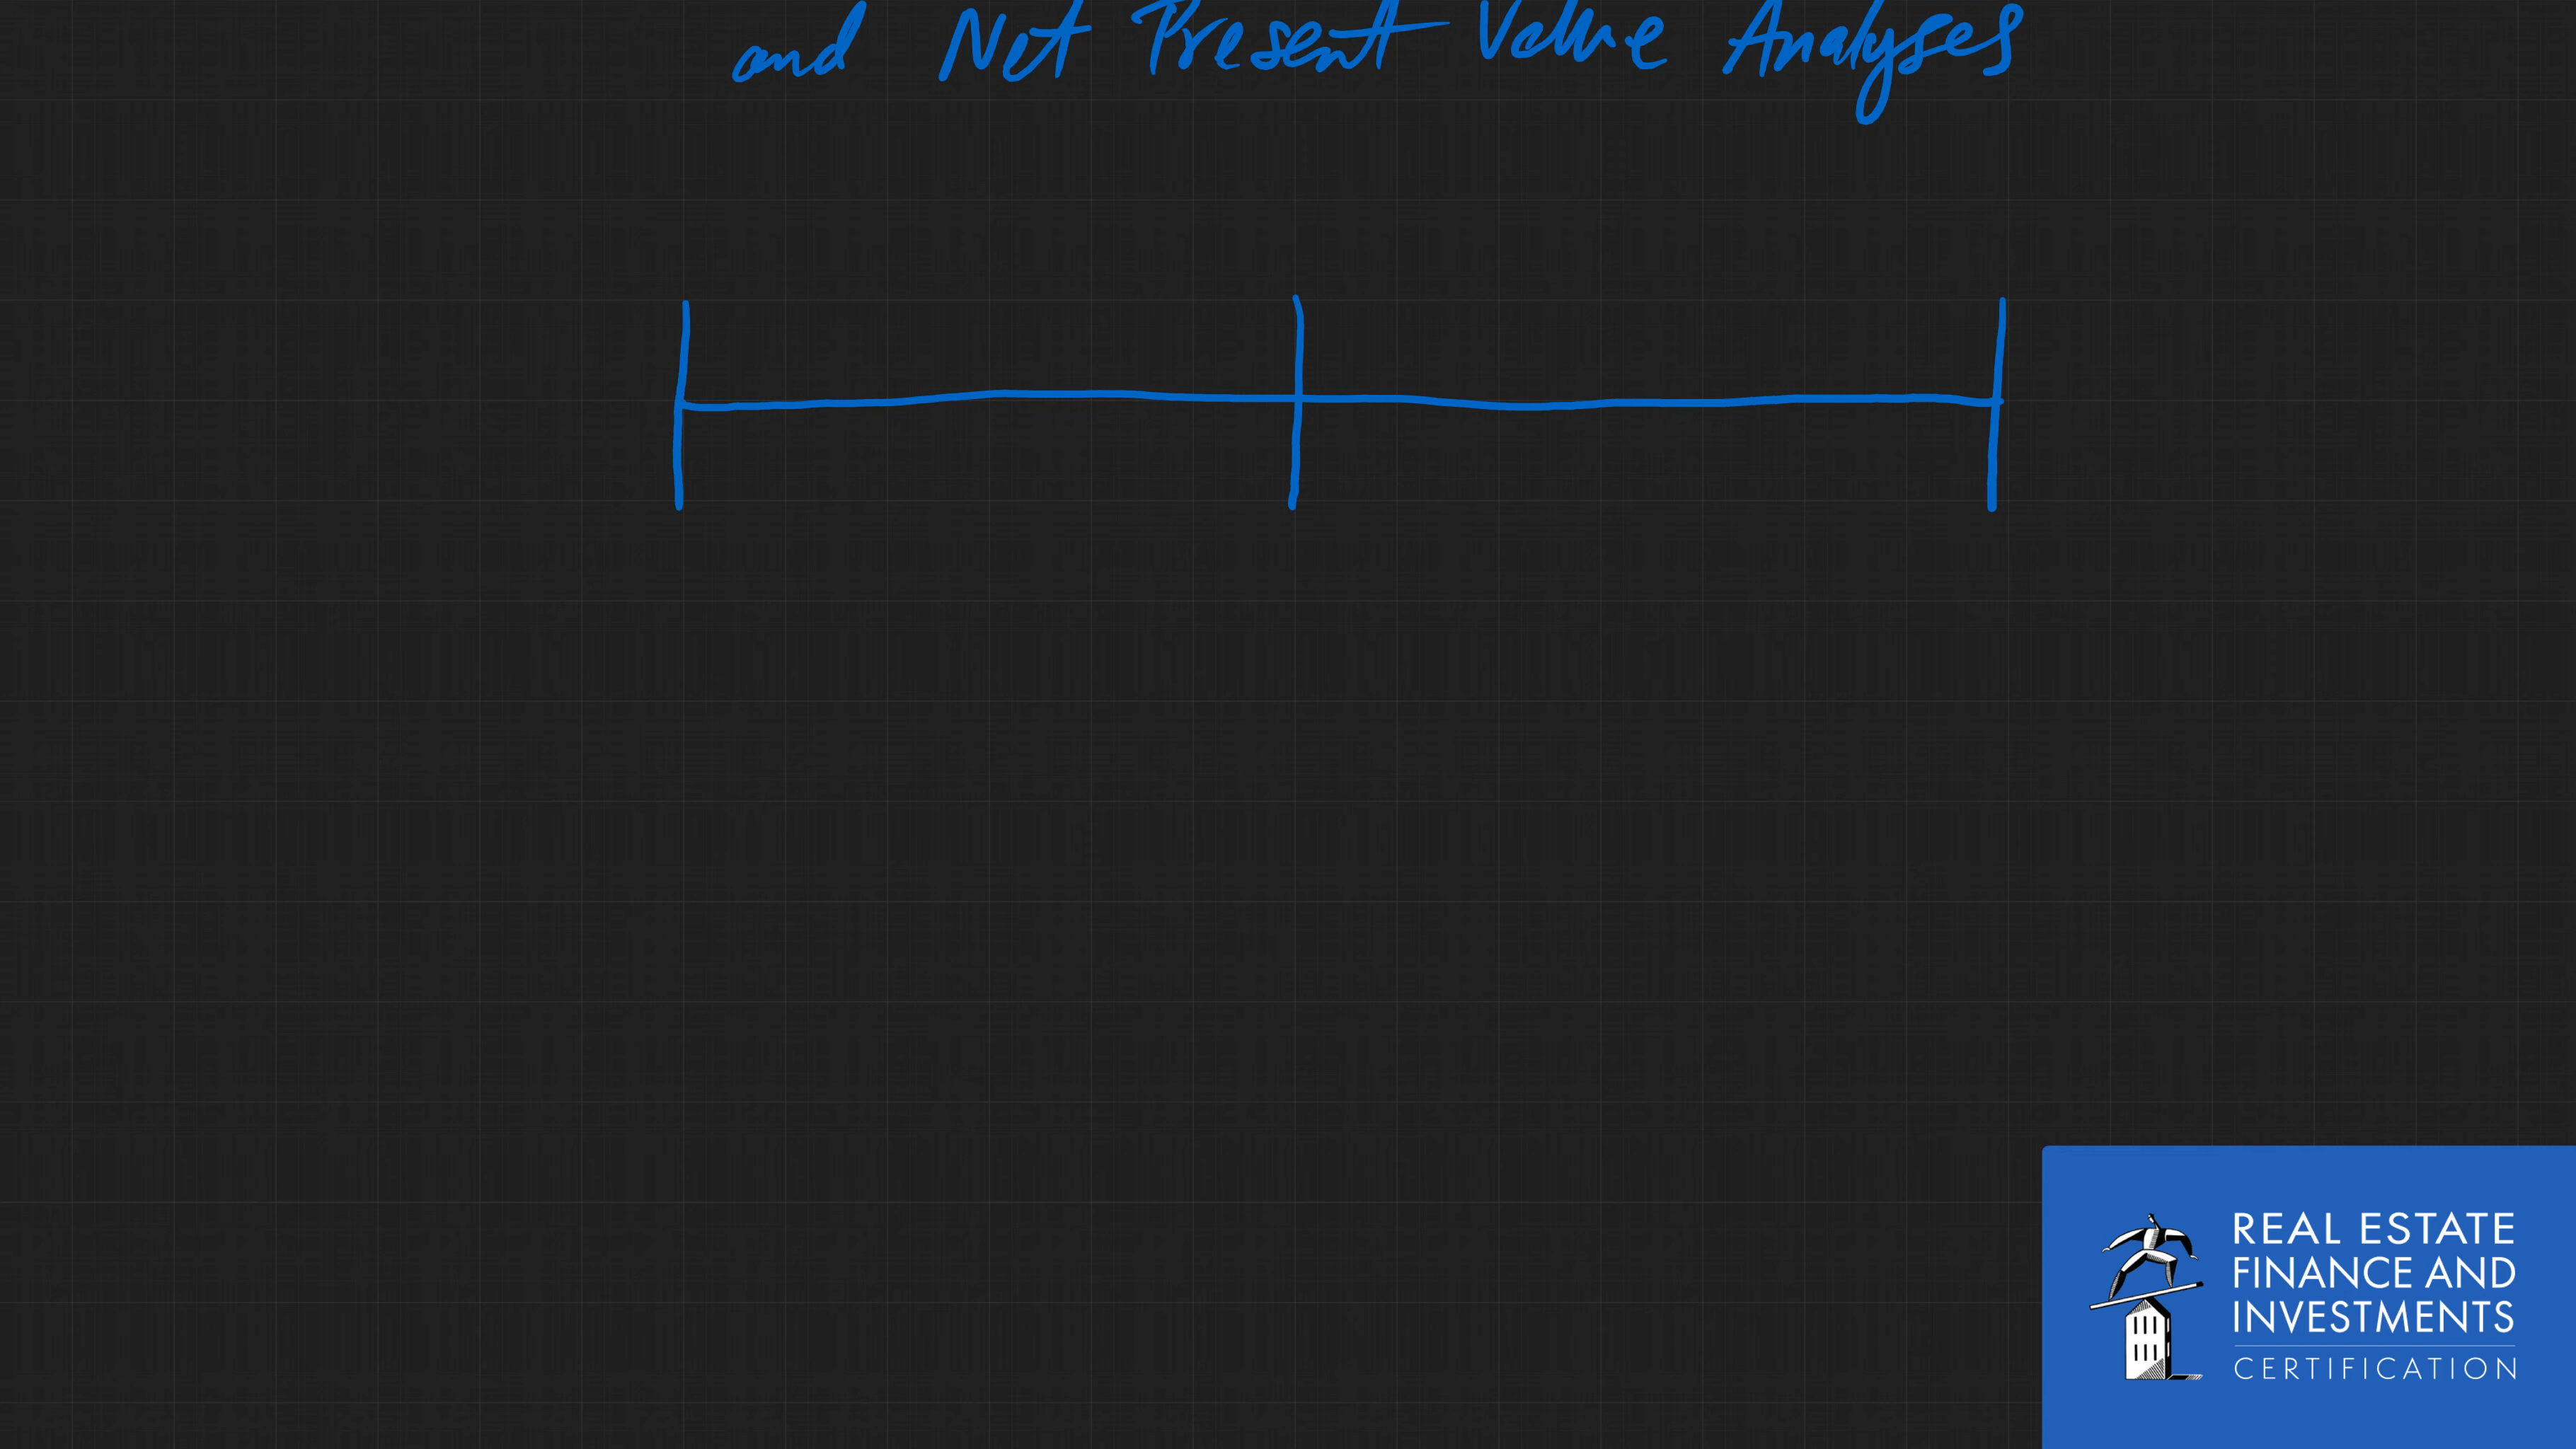 and Net Present Value Analyses
REAL ESTATE
FINANCE AND
INVESTMENTS
CERTIFICATION